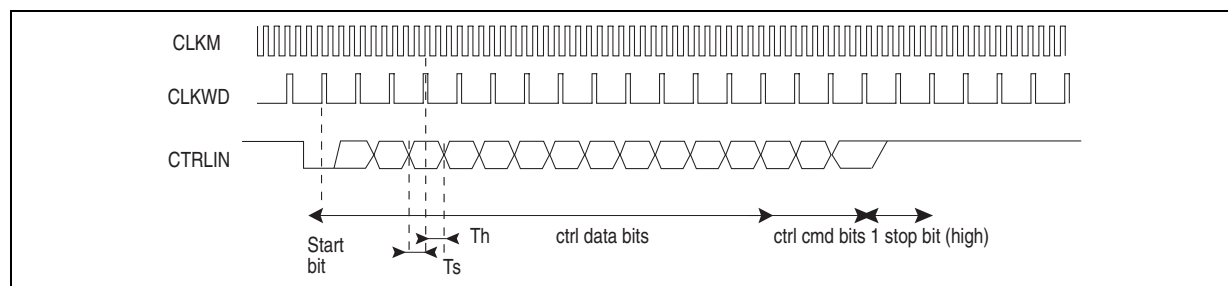 CLKM
CLKWD
CTRLIN
Start bit
Th
Ts
ctrl data bits
ctrl cmd bits
1 stop bit (high)